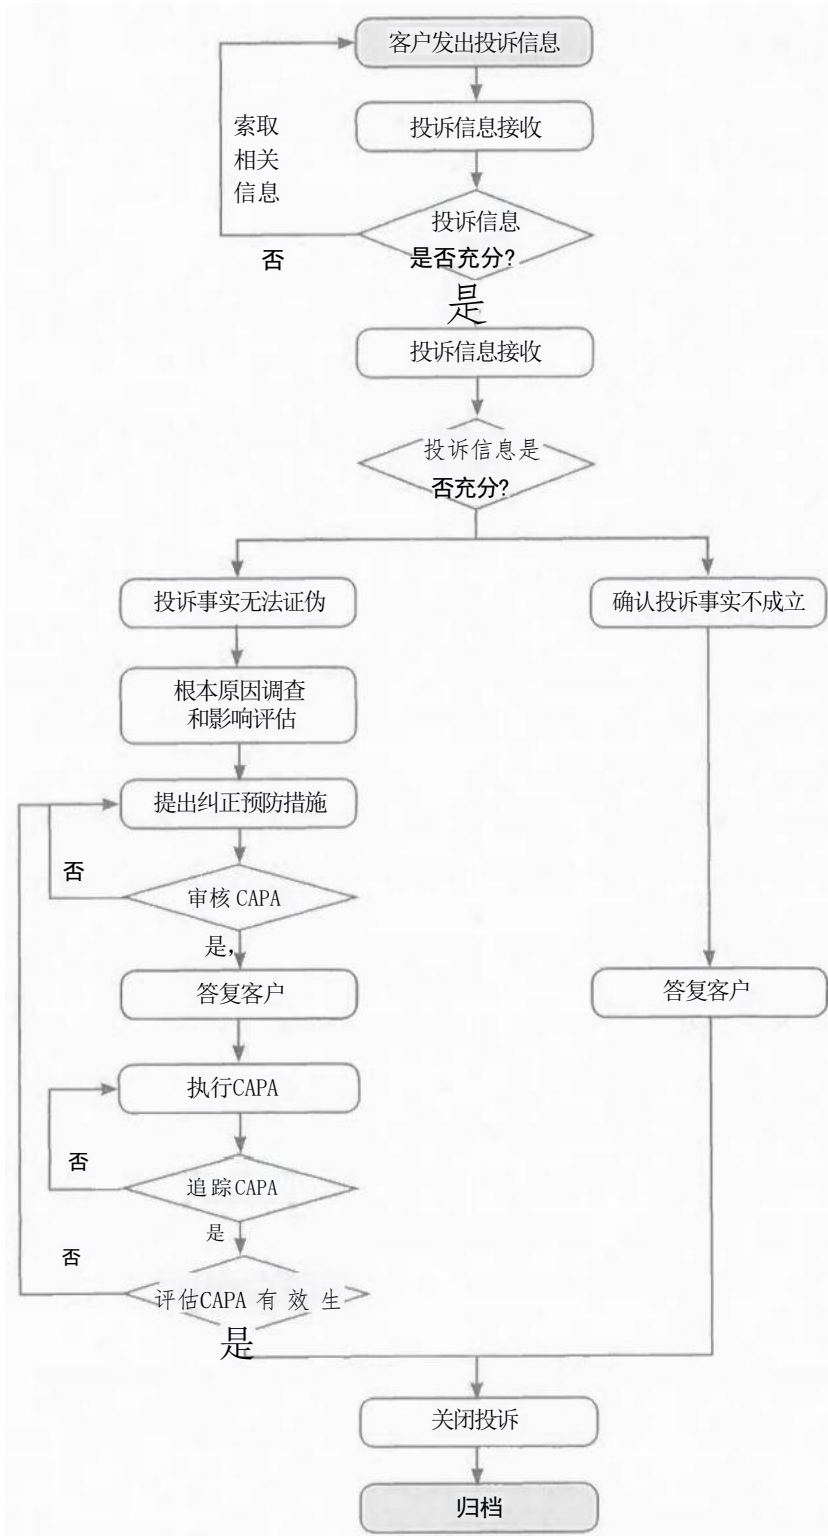 客户发出投诉信息
投诉信息接收
索取
相关
信息
投诉信息
是否充分?
否
是
投诉信息接收
投诉信息是
否充分?
投诉事实无法证伪
确认投诉事实不成立
根本原因调查
和影响评估
提出纠正预防措施
否
审核 CAPA
是,
答复客户
答复客户
执行CAPA
否
追踪CAPA
是
否
评估CAPA 有 效 生
是
关闭投诉
归档